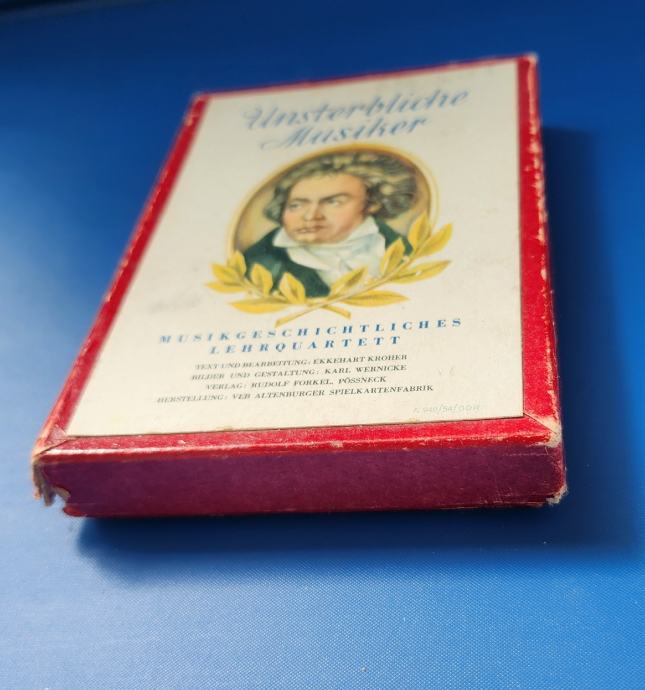 Unsterbliche
Musiker
MUSIKGESCHICHTLICHES
LEHRQUARTETT
TEXT UND BEARBEITUNG: EKKEHART KROHER
BILDER UND GESTALTUNG: KARL WERNICKE
VERLAG: RUDOLF FORKEL, PÖSSNECK
HERSTELLUNG: VEB ALTENBURGER SPIELKARTENFABRIK